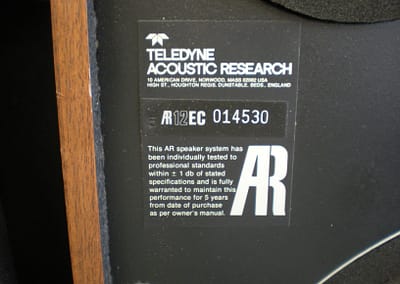 TELEDYNE
ACOUSTIC RESEARCH
10 AMERICAN DRIVE, NORWOOD, MASS 02062 USA
HIGH ST., HOUGHTON REGIS, DUNSTABLE, BEDS., ENGLAND
AR12EC 014530
This AR speaker system has
been individually tested to
professional standards
within ± 1 db of stated
specifications and is fully
warranted to maintain this
performance for 5 years
from date of purchase
as per owner's manual.
AR